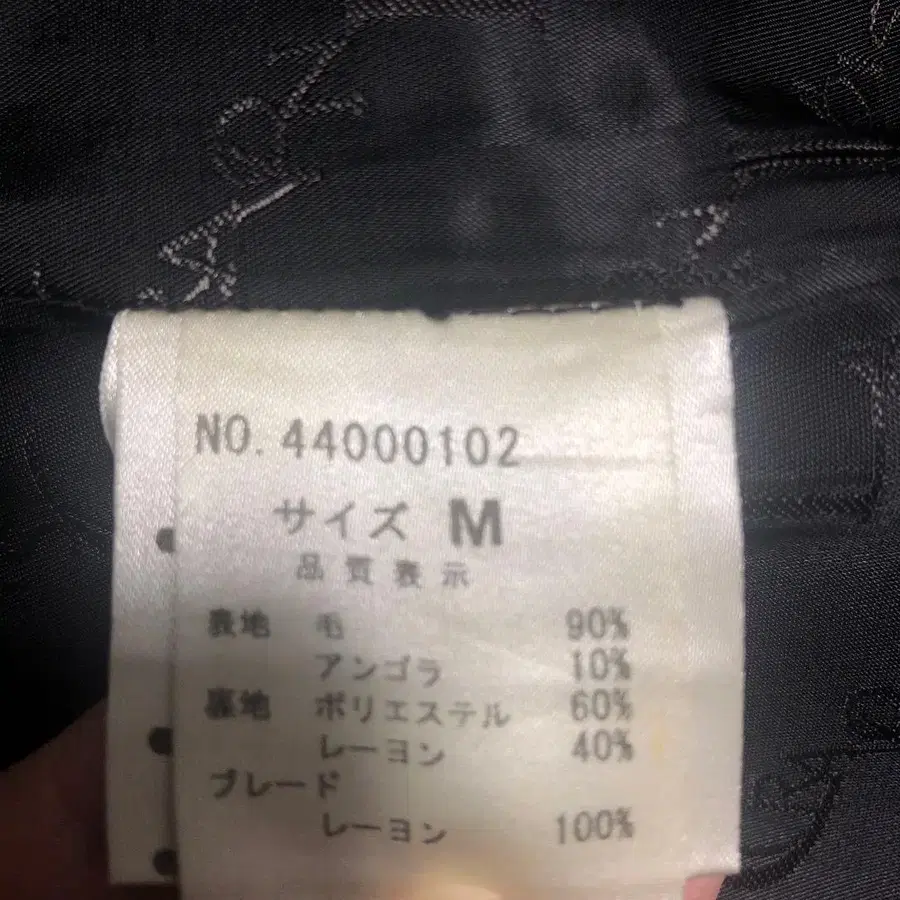 NO. 44000102
サイズ M
品質表示
表地 毛 90%
アンゴラ 10%
裏地 ポリエステル 60%
レーヨン 40%
ブレード
レーヨン 100%